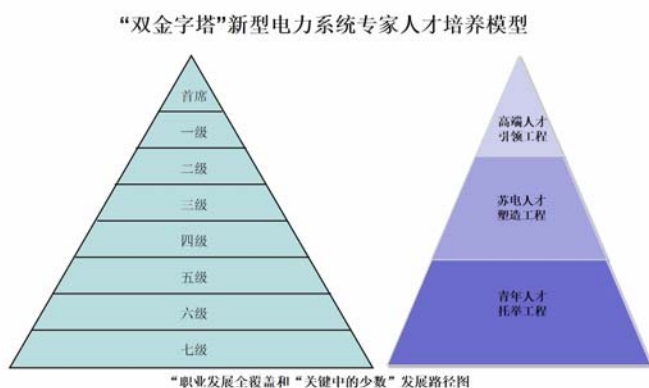 “双金字塔”新型电力系统专家人才培养模型
首席
一级
二级
三级
四级
五级
六级
七级
高端人才
引领工程
苏电人才
塑造工程
青年人才
托举工程
“职业发展全覆盖和“关键中的少数”发展路径图